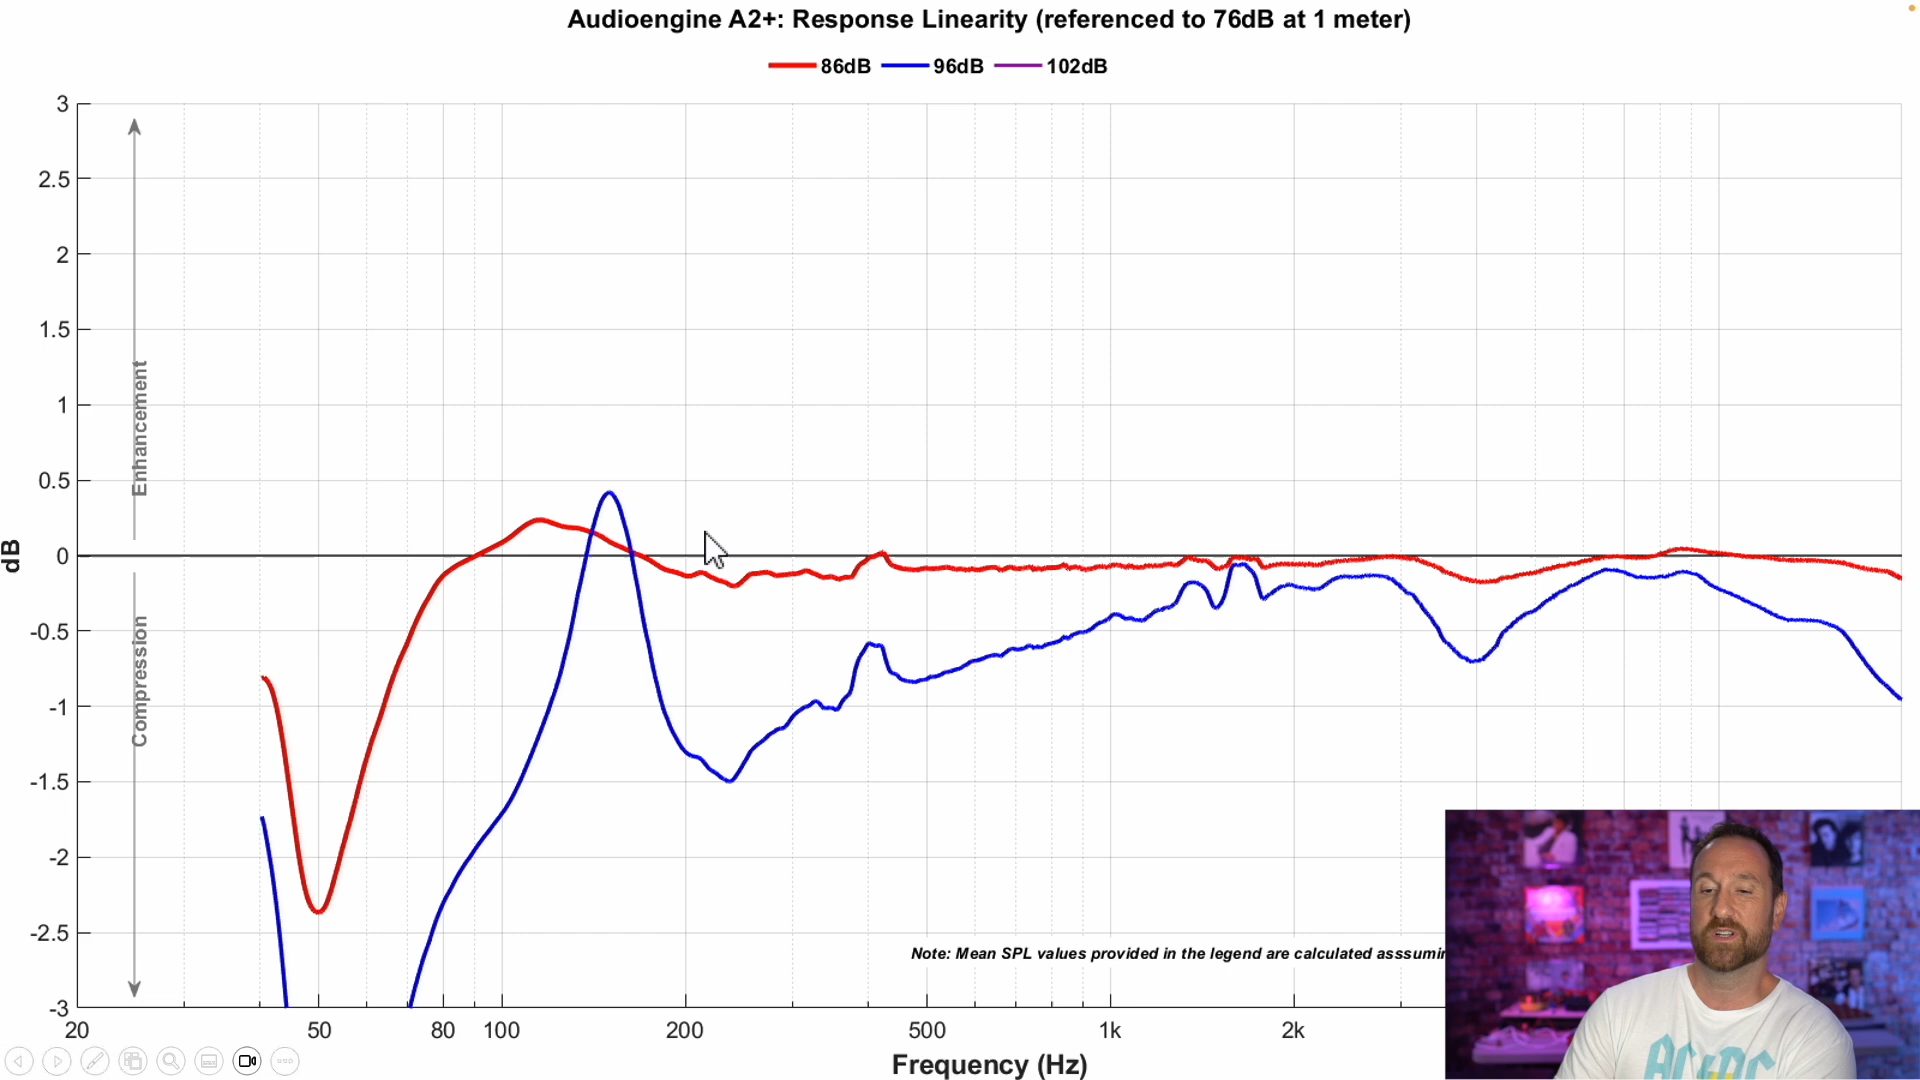 Audioengine A2+: Response Linearity (referenced to 76dB at 1 meter)
86dB 96dB 102dB
3
2.5
2
1.5
1
0.5
0
-0.5
-1
-1.5
-2
-2.5
-3
dB
Enhancement
Compression
Note: Mean SPL values provided in the legend are calculated
20 50 80 100 200 500 1k 2k
Frequency (Hz)
AC DC